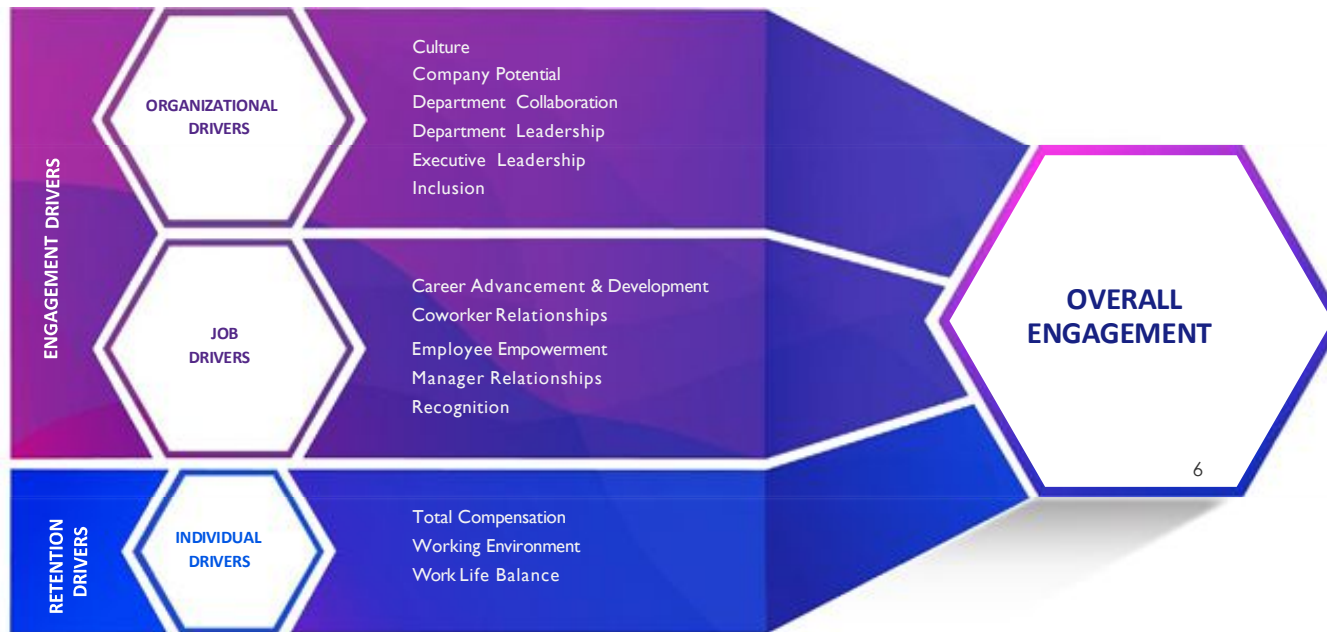 ENGAGEMENT DRIVERS
ORGANIZATIONAL
DRIVERS
Culture
Company Potential
Department Collaboration
Department Leadership
Executive Leadership
Inclusion
JOB
DRIVERS
Career Advancement & Development
Coworker Relationships
Employee Empowerment
Manager Relationships
Recognition
RETENTION
DRIVERS
INDIVIDUAL
DRIVERS
Total Compensation
Working Environment
Work Life Balance
OVERALL
ENGAGEMENT
6